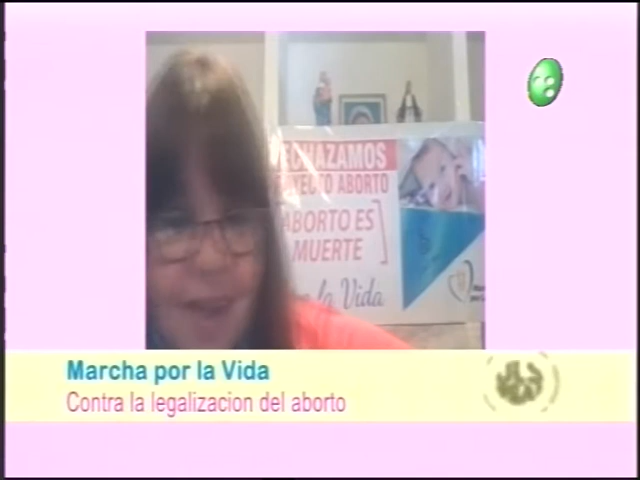 ECHAZAMOS
YECTO ABORTO
[ABORTO ES
MUERTE]
la Vida
Marcha por la Vida
Contra la legalizacion del aborto